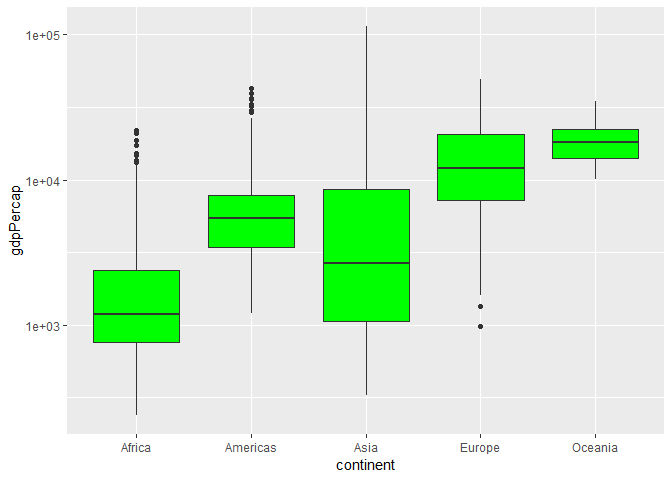 gdpPercap
1e+05
1e+04
1e+03
Africa Americas Asia Europe Oceania
continent